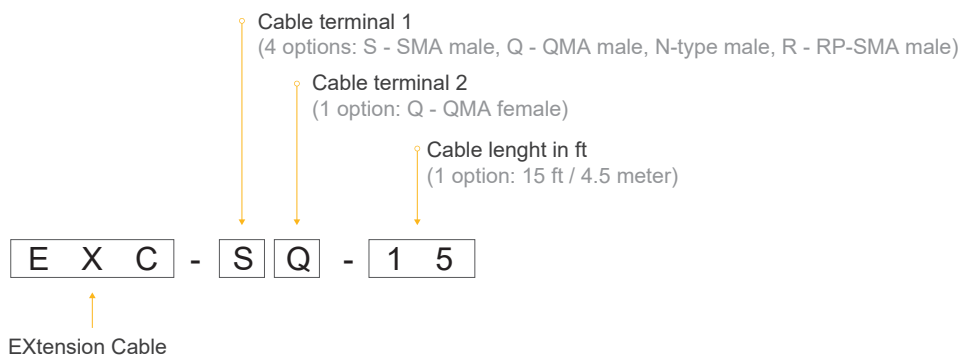 Cable terminal 1
(4 options: S - SMA male, Q - QMA male, N-type male, R - RP-SMA male)
Cable terminal 2
(1 option: Q - QMA female)
Cable lenght in ft
(1 option: 15 ft / 4.5 meter)
E X C - S Q - 1 5
EXtension Cable